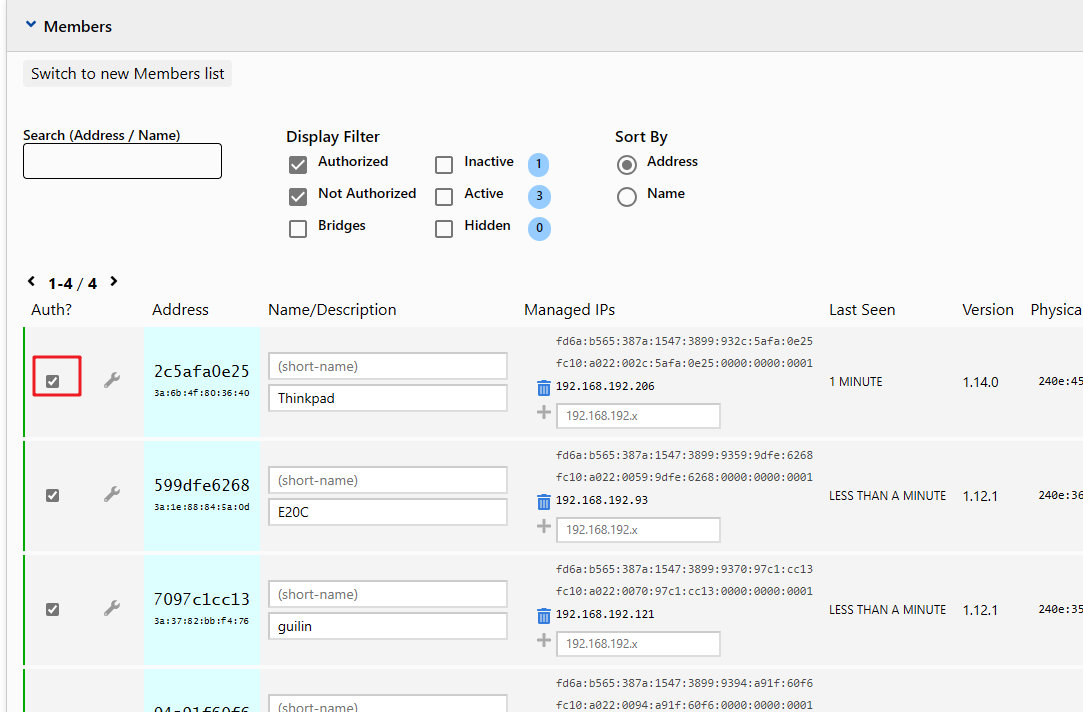 Members
Switch to new Members list
Search (Address / Name)
Display Filter
Sort By
Authorized
Inactive
1
Address
Not Authorized
Active
3
Name
Bridges
Hidden
0
1-4 / 4
Auth?
Address
Name/Description
Managed IPs
Last Seen
Version
Physica
2c5afa0e25
3a:6b:4f:80:36:40
(short-name)
Thinkpad
fd6a:b565:387a:1547:3899:932c:5afa:0e25
fc10:a022:002c:5afa:0e25:0000:0000:0001
192.168.192.206
192.168.192.x
1 MINUTE
1.14.0
240e:45
599dfe6268
3a:1e:88:84:5a:0d
(short-name)
E20C
fd6a:b565:387a:1547:3899:9359:9dfe:6268
fc10:a022:0059:9dfe:6268:0000:0000:0001
192.168.192.93
192.168.192.x
LESS THAN A MINUTE
1.12.1
240e:36
7097c1cc13
3a:37:82:bb:f4:76
(short-name)
guilin
fd6a:b565:387a:1547:3899:9370:97c1:cc13
fc10:a022:0070:97c1:cc13:0000:0000:0001
192.168.192.121
192.168.192.x
LESS THAN A MINUTE
1.12.1
240e:35
94a91f60f6
(short-name)
fd6a:b565:387a:1547:3899:9394:a91f:60f6
fc10:a022:0094:a91f:60f6:0000:0000:0001